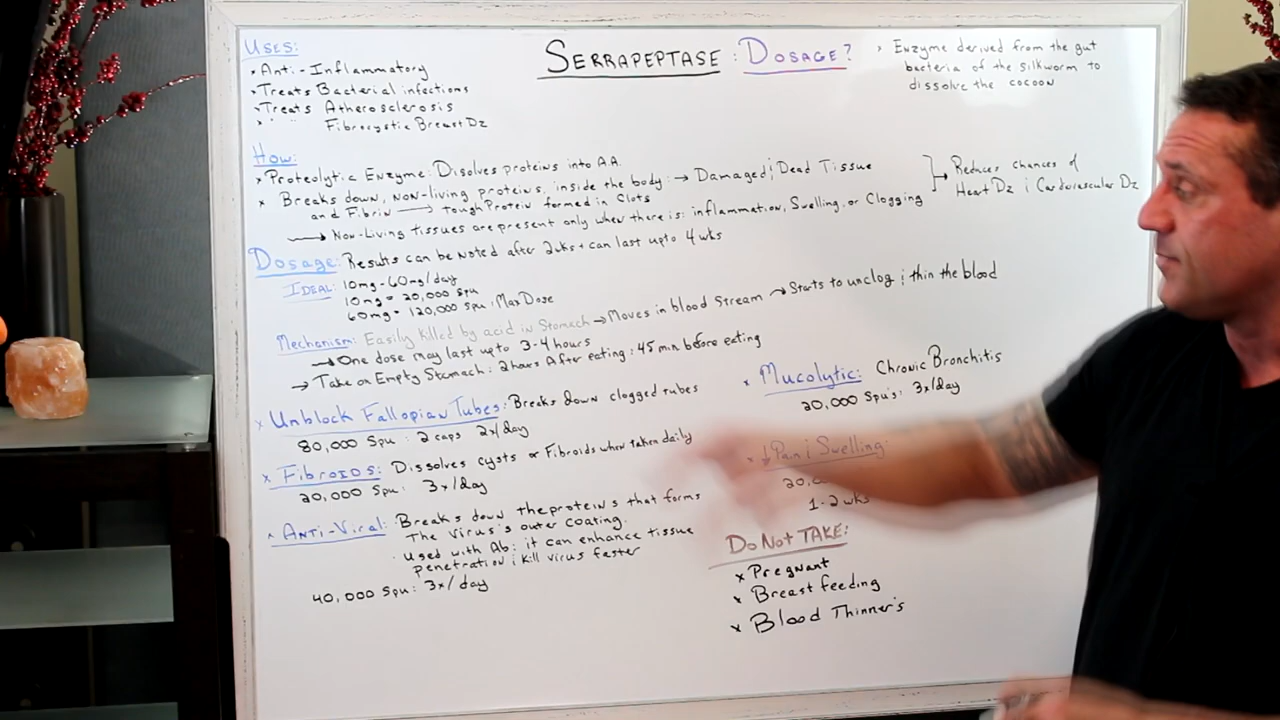 SERRAPEPTASE : DOSAGE?
USES:
* Anti-Inflammatory
* Treats Bacterial infections
* Treats Atherosclerosis
* " " Fibrocystic Breast Dz
* Enzyme derived from the gut
bacteria of the silkworm to
dissolve the cocoon
How:
* Proteolytic Enzyme: Disolves proteins into A.A.
* Breaks down, non-living proteins, inside the body: → Damaged ; Dead Tissue
and Fibrin → Tough Protein formed in Clots
→ Non-Living tissues are present only when there is: inflammation, Swelling, or Clogging
} → Reduces chances of
Heart Dz ; Cardiovascular Dz
Dosage: Results can be noted after 2wks + can last upto 4 wks
IDEAL: 10mg - 60mg/day
10mg = 20,000 Spu
60mg = 120,000 Spu : Max Dose
Mechanism: Easily killed by acid in Stomach → Moves in blood Stream → Starts to unclog ; thin the blood
→ One dose may last upto 3-4 hours
→ Take on Empty Stomach : 2 hours After eating : 45 min before eating
* Unblock Fallopian Tubes: Breaks down clogged tubes
80,000 Spu : 2 caps 2x/day
* FIBROIDS: Dissolves cysts or Fibroids when taken daily
20,000 Spu : 3x/day
* ANTI-VIRAL: Breaks down the proteins that forms
The virus's outer coating.
· Used with Ab: it can enhance tissue
penetration ; kill virus faster
40,000 Spu : 3x/day
* Mucolytic: Chronic Bronchitis
20,000 Spu's : 3x/day
* ↓ Pain ; Swelling:
1-2 wks
Do Not TAKE:
* Pregnant
* Breast feeding
* Blood Thinner's